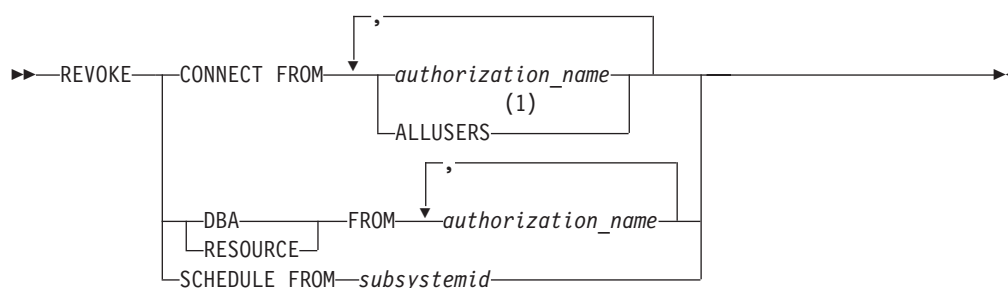 ,
REVOKE CONNECT FROM authorization_name
(1)
ALLUSERS
,
DBA FROM authorization_name
RESOURCE
SCHEDULE FROM subsystemid